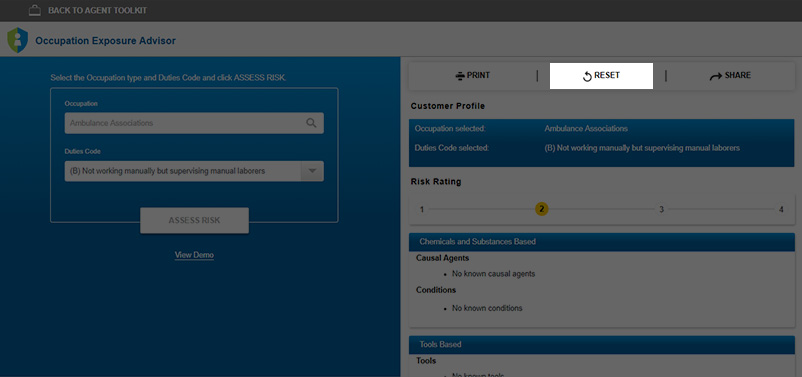 BACK TO AGENT TOOLKIT
Occupation Exposure Advisor
Select the Occupation type and Duties Code and click ASSESS RISK.
Occupation
Ambulance Associations
Duties Code
(B) Not working manually but supervising manual laborers
ASSESS RISK
View Demo
PRINT | RESET | SHARE
Customer Profile
Occupation selected: Ambulance Associations
Duties Code selected: (B) Not working manually but supervising manual laborers
Risk Rating
1 2 3 4
Chemicals and Substances Based
Causal Agents
• No known causal agents
Conditions
• No known conditions
Tools Based
Tools
• No known tools